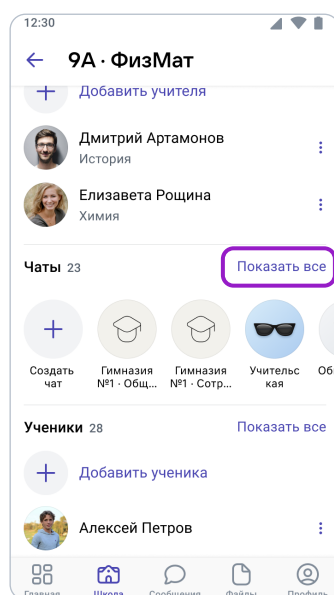 12:30
9А · ФизМат
Добавить учителя
Дмитрий Артамонов
История
Елизавета Рощина
Химия
Чаты 23
Показать все
Создать
чат
Гимназия
№1 · Общ...
Гимназия
№1 · Сотр...
Учительс
кая
Об
Ученики 28
Показать все
Добавить ученика
Алексей Петров
Главная
Школа
Сообщения
Файлы
Профиль